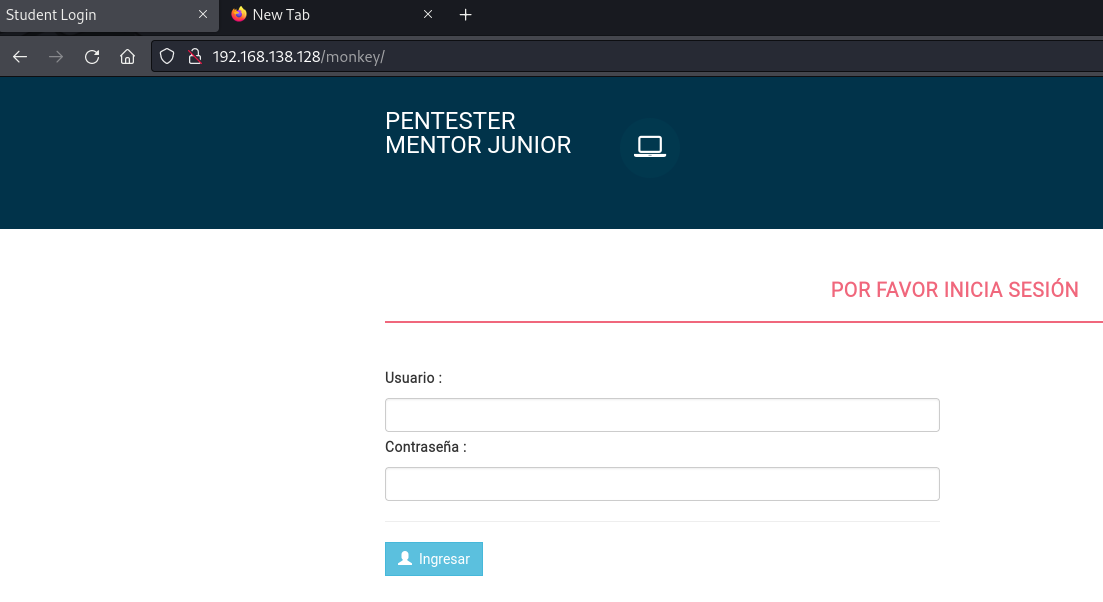 Student Login
New Tab
192.168.138.128/monkey/
PENTESTER
MENTOR JUNIOR
POR FAVOR INICIA SESIÓN
Usuario :
Contraseña :
Ingresar